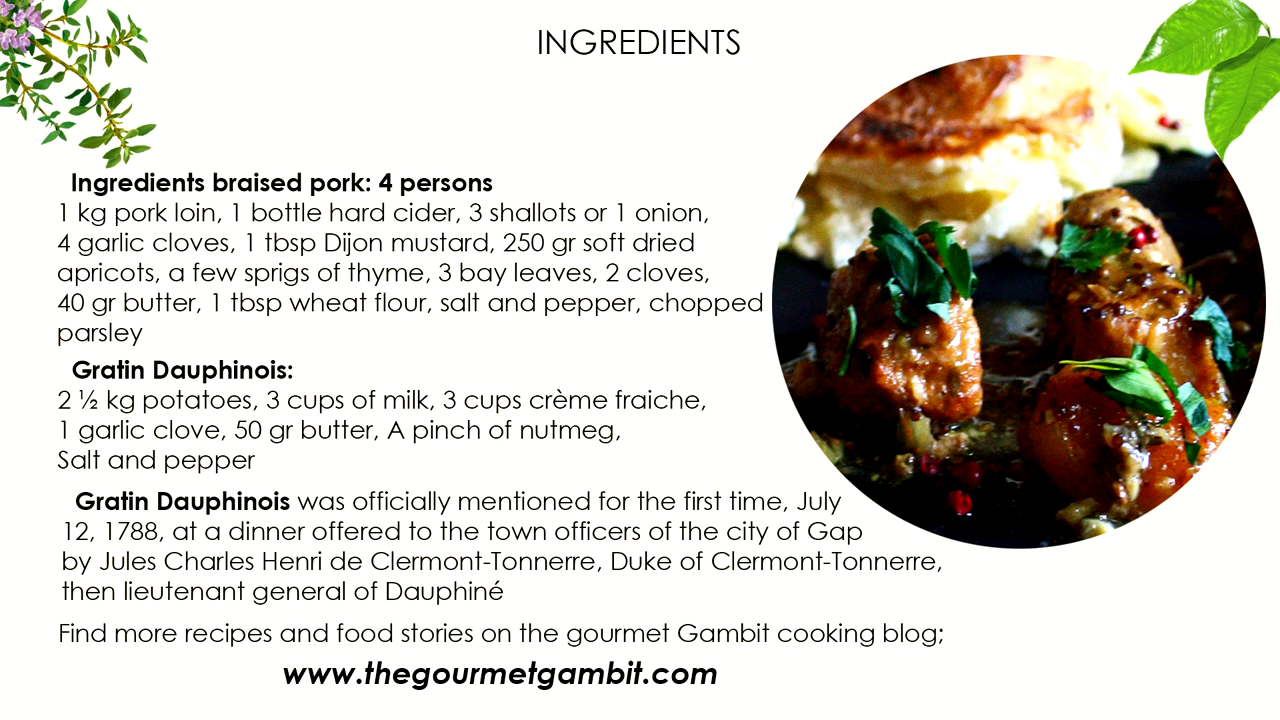 INGREDIENTS
Ingredients braised pork: 4 persons
1 kg pork loin, 1 bottle hard cider, 3 shallots or 1 onion,
4 garlic cloves, 1 tbsp Dijon mustard, 250 gr soft dried
apricots, a few sprigs of thyme, 3 bay leaves, 2 cloves,
40 gr butter, 1 tbsp wheat flour, salt and pepper, chopped
parsley
Gratin Dauphinois:
2 ½ kg potatoes, 3 cups of milk, 3 cups crème fraiche,
1 garlic clove, 50 gr butter, A pinch of nutmeg,
Salt and pepper
Gratin Dauphinois was officially mentioned for the first time, July
12, 1788, at a dinner offered to the town officers of the city of Gap
by Jules Charles Henri de Clermont-Tonnerre, Duke of Clermont-Tonnerre,
then lieutenant general of Dauphiné
Find more recipes and food stories on the gourmet Gambit cooking blog;
www.thegourmetgambit.com